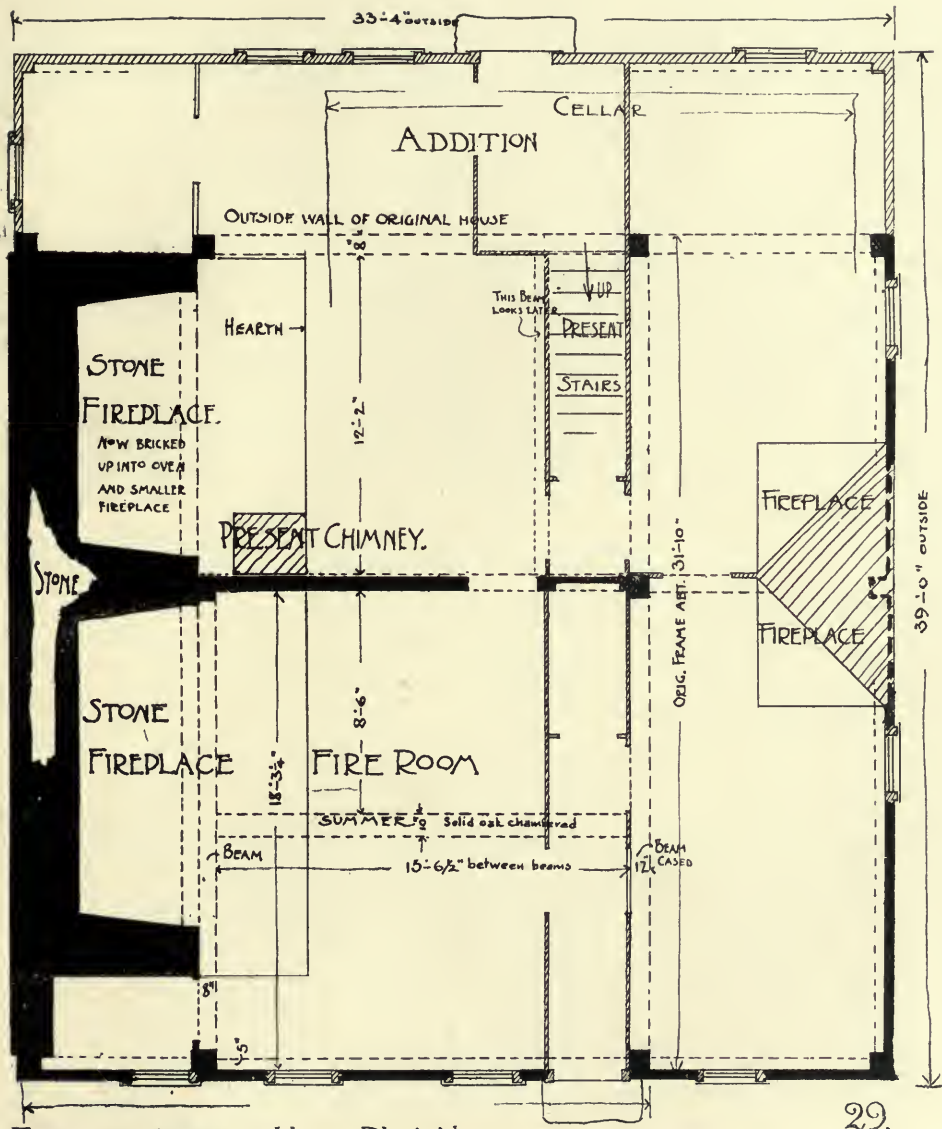 33'-4" OUTSIDE
CELLAR
ADDITION
OUTSIDE WALL OF ORIGINAL HOUSE
"8"
THIS BEAM
LOOKS LATER
UP
PRESENT
STAIRS
HEARTH
STONE
FIREPLACE.
NOW BRICKED
UP INTO OVEN
AND SMALLER
FIREPLACE
12'-2"
PRESENT CHIMNEY.
STONE
ORIG. FRAME ABT. 31'-10"
FIREPLACE
FIREPLACE
39'-0" OUTSIDE
STONE
FIREPLACE
FIRE ROOM
8'-6"
18'-3¼"
SUMMER
Solid oak chamfered
BEAM
15'-6½" between beams
BEAM
CASED
12"
8"
5"
29.